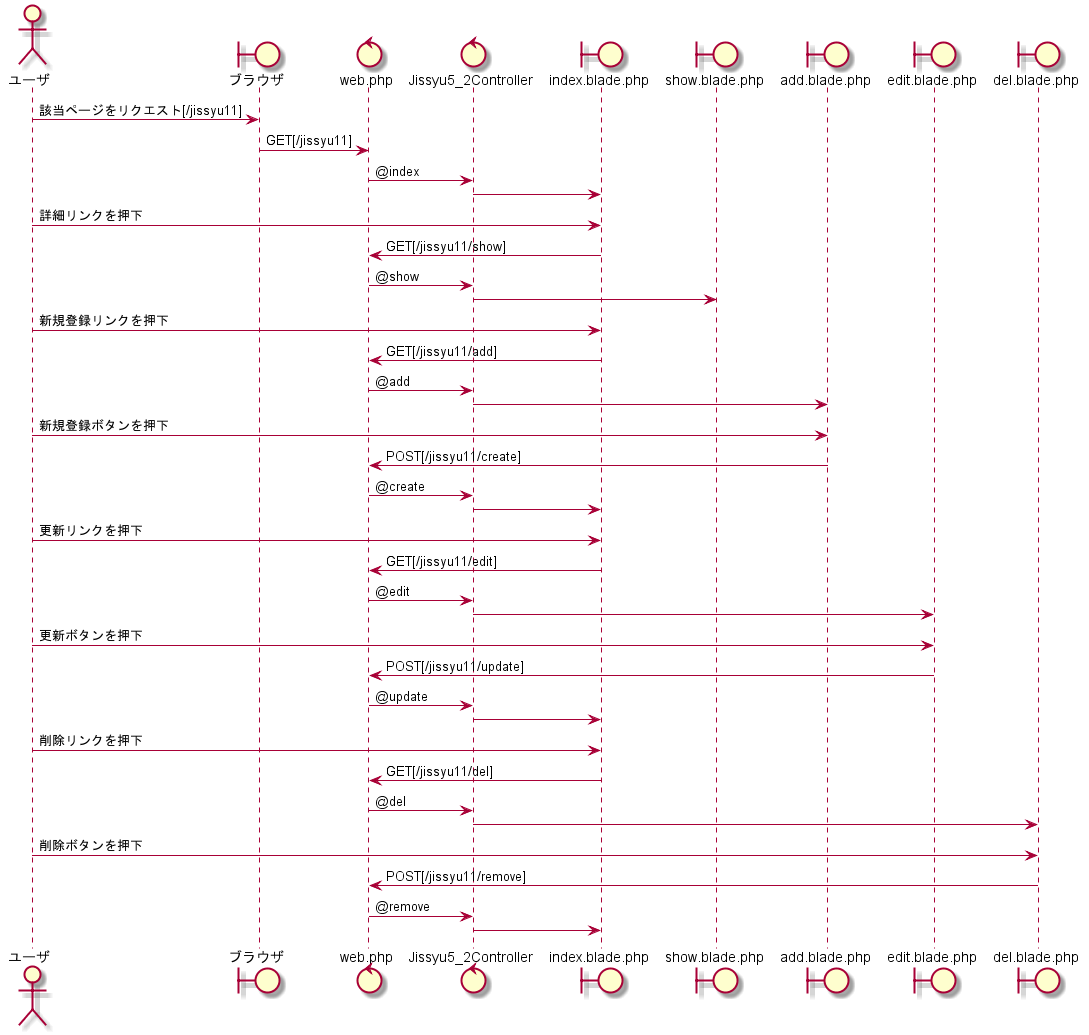 ユーザ
ブラウザ
web.php
Jissyu5_2Controller
index.blade.php
show.blade.php
add.blade.php
edit.blade.php
del.blade.php
該当ページをリクエスト[/jissyu11]
GET[/jissyu11]
@index
詳細リンクを押下
GET[/jissyu11/show]
@show
新規登録リンクを押下
GET[/jissyu11/add]
@add
新規登録ボタンを押下
POST[/jissyu11/create]
@create
更新リンクを押下
GET[/jissyu11/edit]
@edit
更新ボタンを押下
POST[/jissyu11/update]
@update
削除リンクを押下
GET[/jissyu11/del]
@del
削除ボタンを押下
POST[/jissyu11/remove]
@remove
ユーザ
ブラウザ
web.php
Jissyu5_2Controller
index.blade.php
show.blade.php
add.blade.php
edit.blade.php
del.blade.php